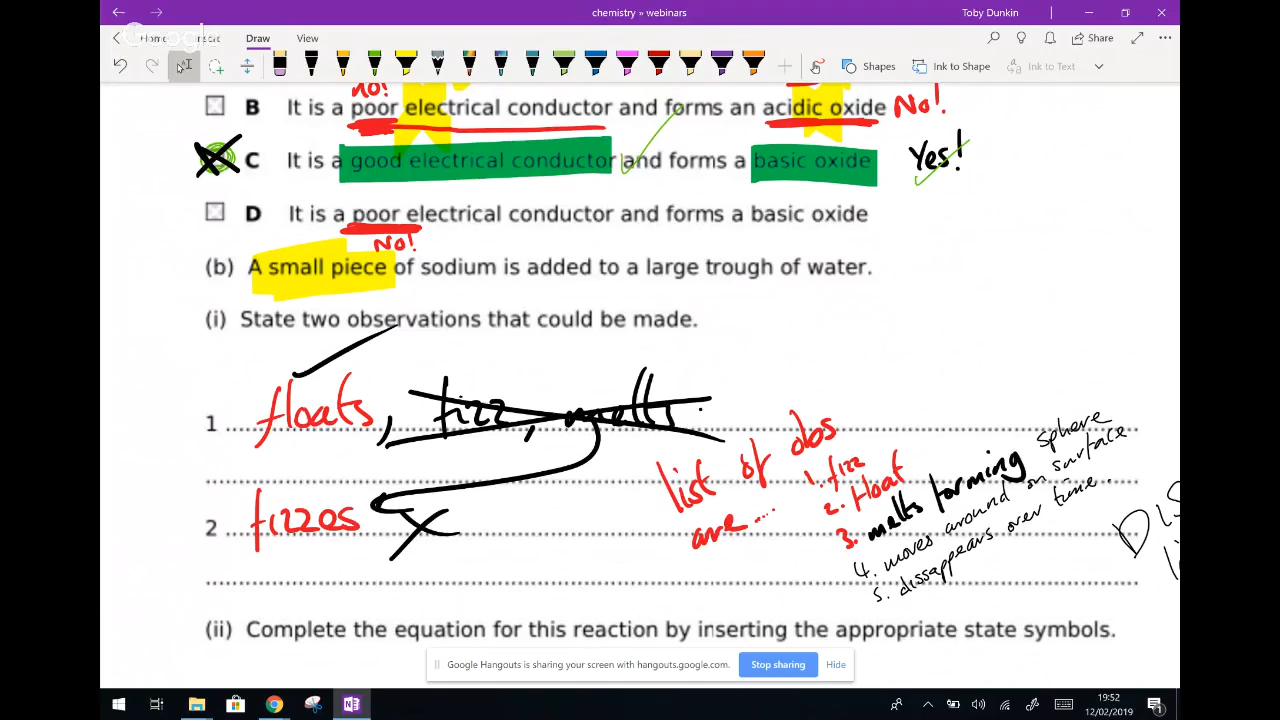 chemistry » webinars
Toby Dunkin
Google
Home Insert Draw View
Share
Shapes Ink to Shape Ink to Text
no!
B It is a poor electrical conductor and forms an acidic oxide No!
C It is a good electrical conductor and forms a basic oxide Yes!
D It is a poor electrical conductor and forms a basic oxide
No!
(b) A small piece of sodium is added to a large trough of water.
(i) State two observations that could be made.
1 floats, fizz, melts.
2 fizzes
list of obs
are...
1. fizz
2. float
3. melts forming sphere
4. moves around on surface
5. dissappears over time.
(ii) Complete the equation for this reaction by inserting the appropriate state symbols.
Google Hangouts is sharing your screen with hangouts.google.com. Stop sharing Hide
19:52
12/02/2019
1